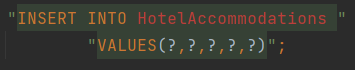 "INSERT INTO HotelAccommodations "
"VALUES(?,?,?,?,?)";